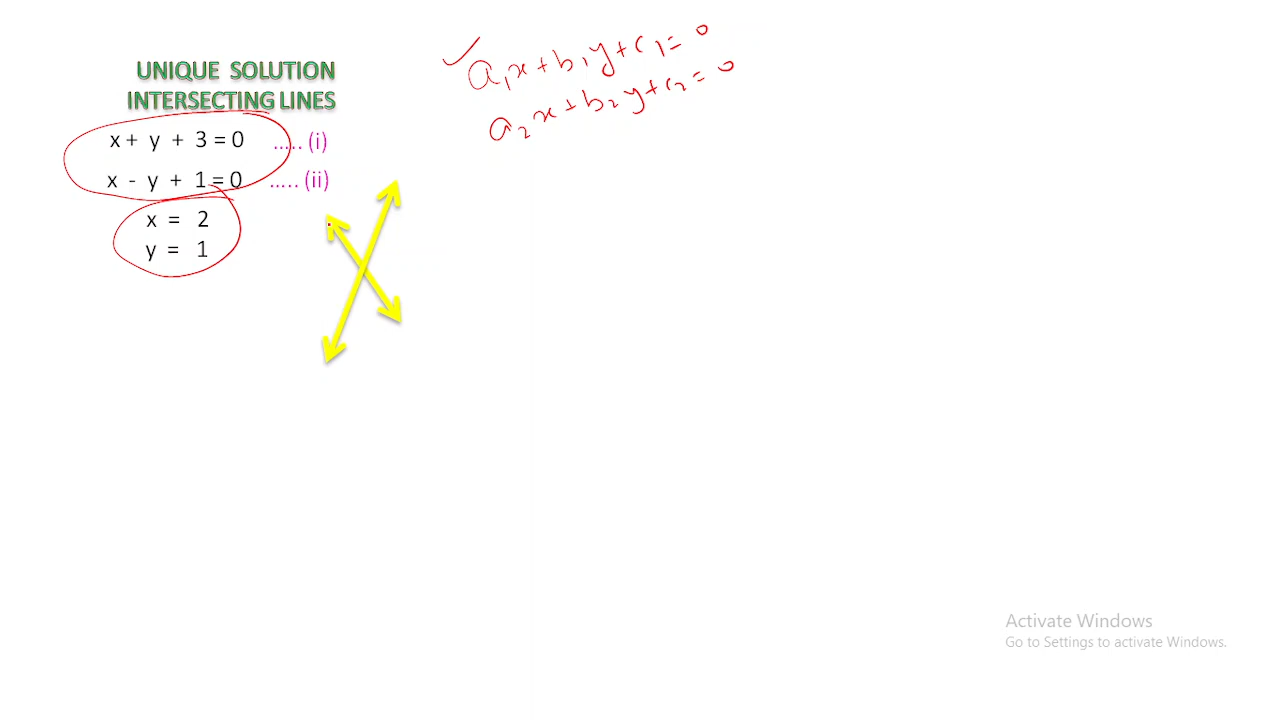 UNIQUE SOLUTION
INTERSECTING LINES
x + y + 3 = 0 ..... (i)
x - y + 1 = 0 ..... (ii)
x = 2
y = 1
a₁x + b₁y + c₁ = 0
a₂x + b₂y + c₂ = 0
Activate Windows
Go to Settings to activate Windows.